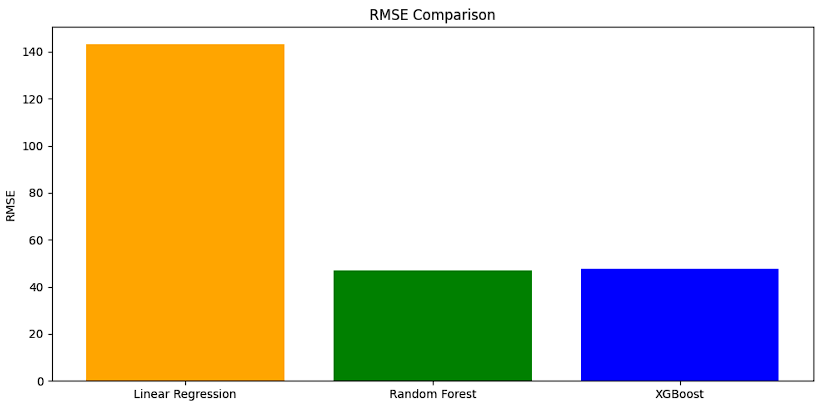 RMSE Comparison
140
120
100
80
60
40
20
0
RMSE
Linear Regression
Random Forest
XGBoost